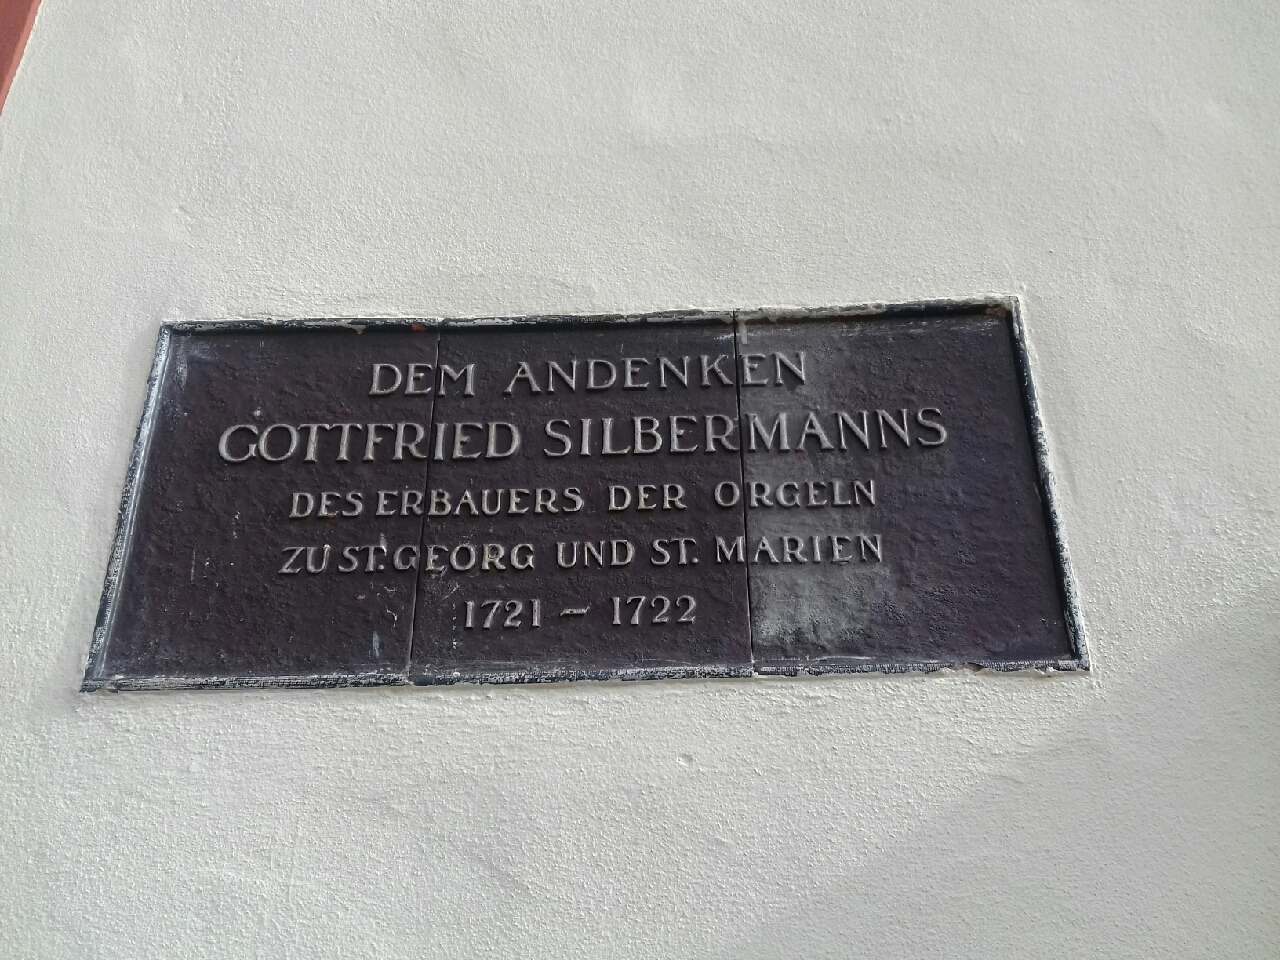 DEM ANDENKEN
GOTTFRIED SILBERMANNS
DES ERBAUERS DER ORGELN
ZU ST. GEORG UND ST. MARIEN
1721 – 1722